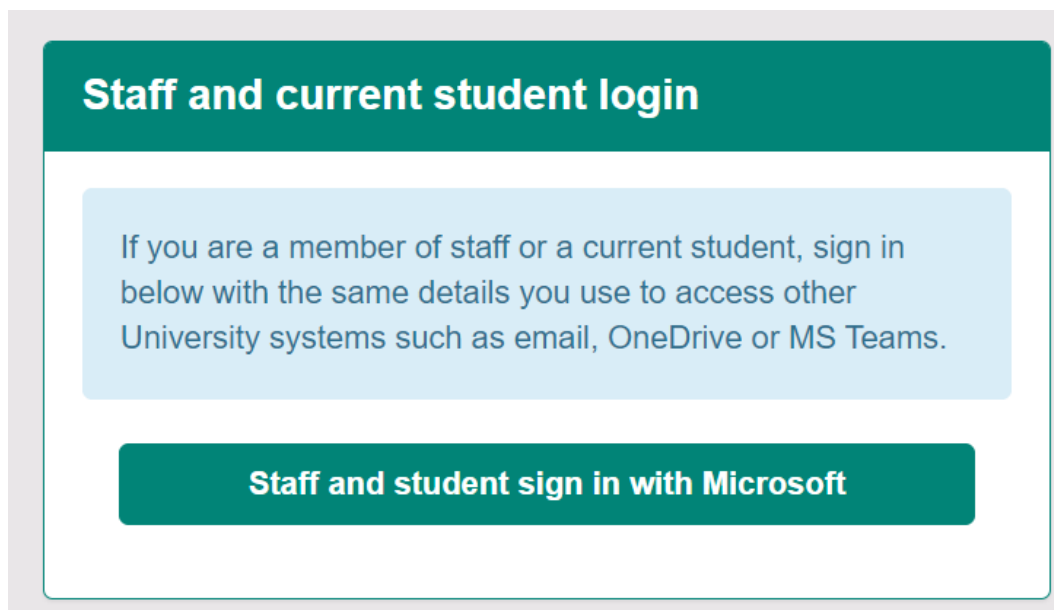 Staff and current student login
If you are a member of staff or a current student, sign in
below with the same details you use to access other
University systems such as email, OneDrive or MS Teams.
Staff and student sign in with Microsoft